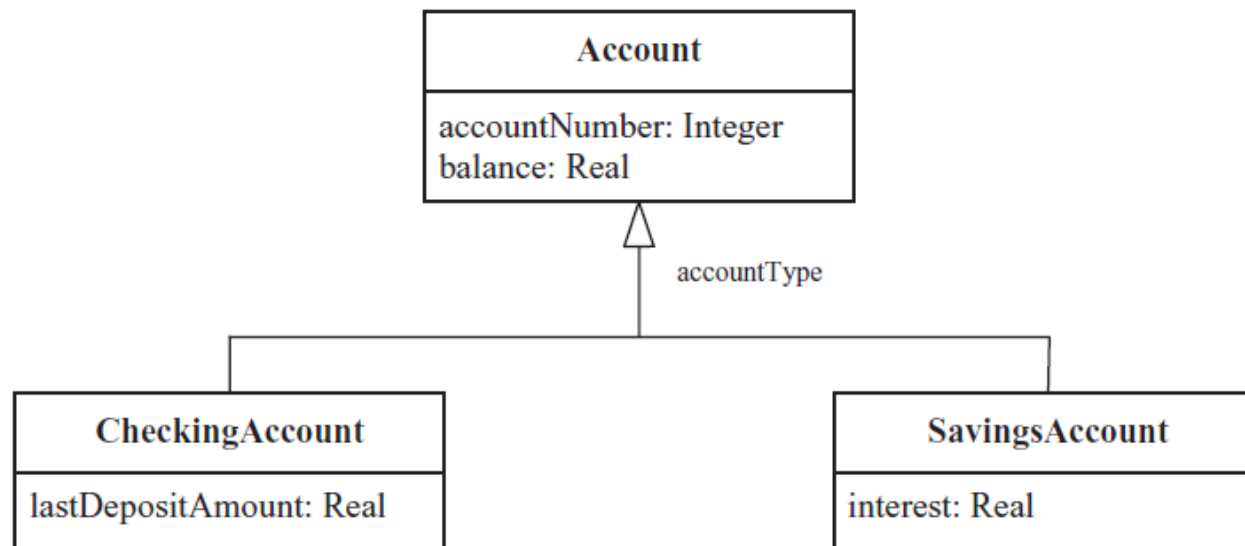 Account
accountNumber: Integer
balance: Real
accountType
CheckingAccount
lastDepositAmount: Real
SavingsAccount
interest: Real